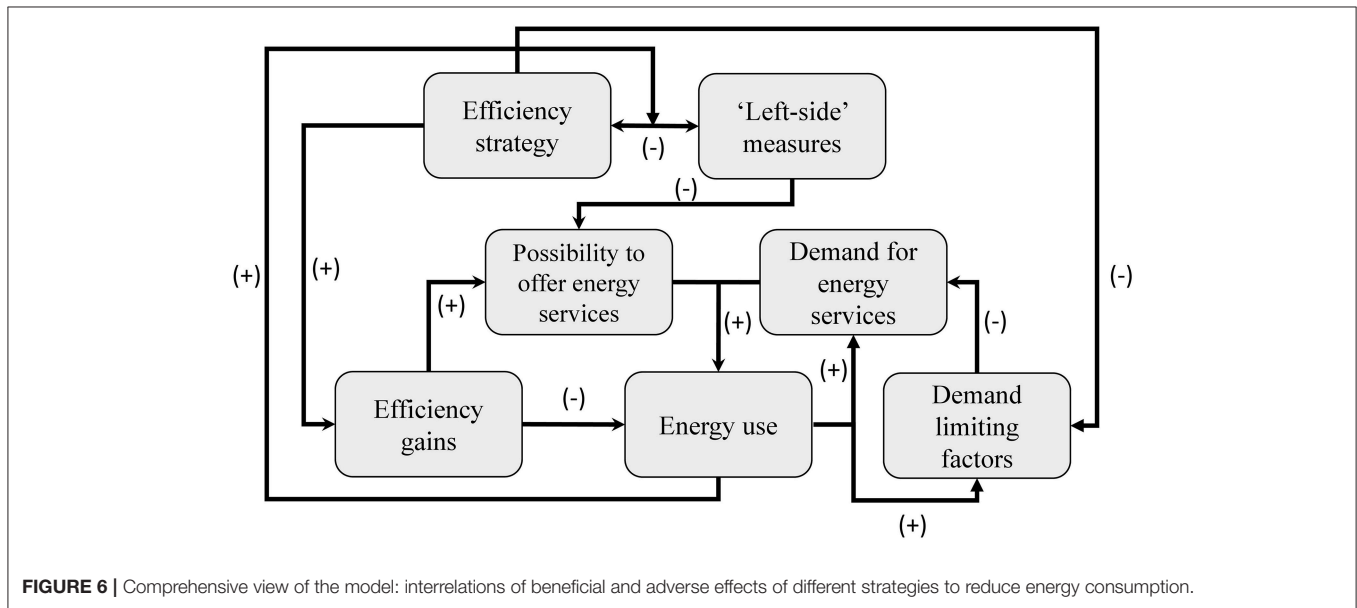 Efficiency
strategy
‘Left-side’
measures
(-)
(-)
(+)
(+)
Possibility to
offer energy
services
Demand for
energy
services
(-)
(+)
(+)
(+)
(-)
Efficiency
gains
(-)
Energy use
Demand
limiting
factors
(+)
FIGURE 6 | Comprehensive view of the model: interrelations of beneficial and adverse effects of different strategies to reduce energy consumption.